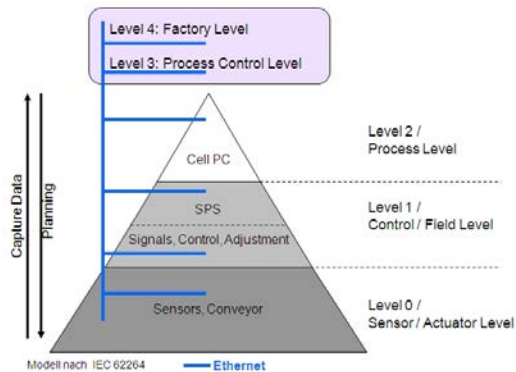 Level 4: Factory Level
Level 3: Process Control Level
Capture Data
Planning
Cell PC
Level 2 /
Process Level
SPS
Signals, Control, Adjustment
Level 1 /
Control / Field Level
Sensors, Conveyor
Level 0 /
Sensor / Actuator Level
Modell nach IEC 62264
Ethernet